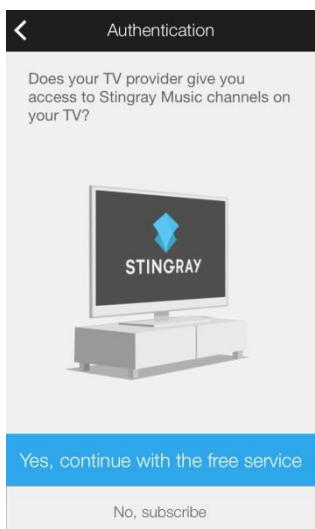 Authentication
Does your TV provider give you
access to Stingray Music channels on
your TV?
STINGRAY
Yes, continue with the free service
No, subscribe